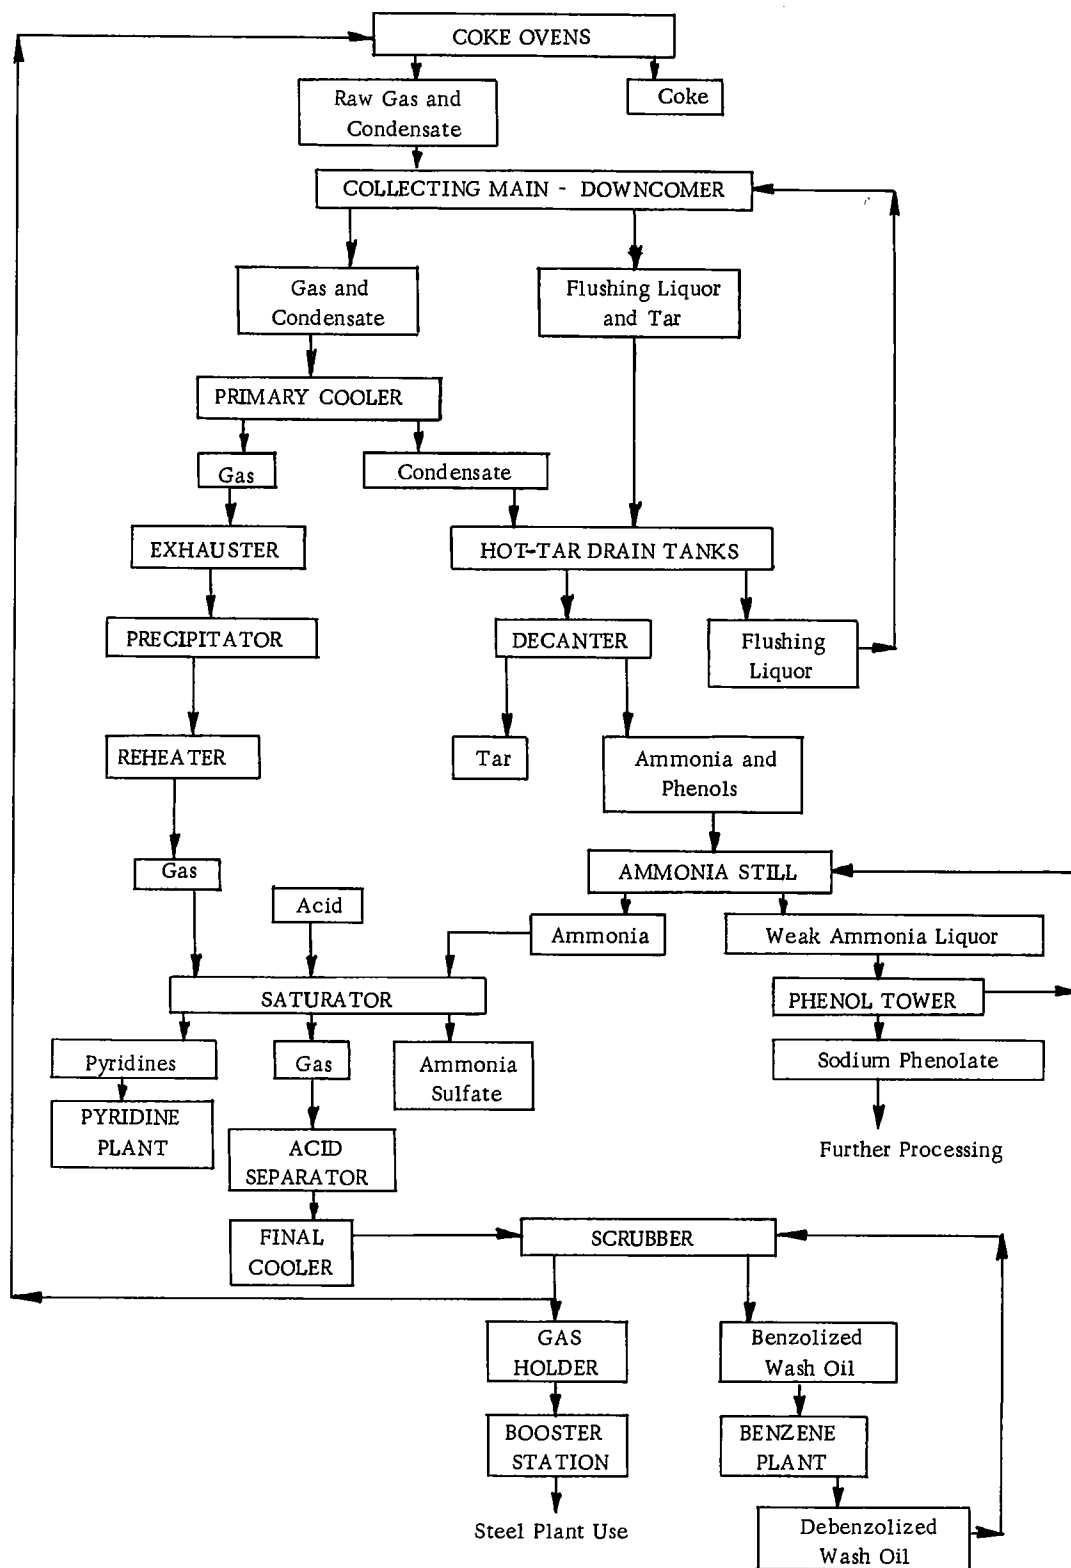 COKE OVENS
Raw Gas and
Condensate
Coke
COLLECTING MAIN - DOWNCOMER
Gas and
Condensate
Flushing Liquor
and Tar
PRIMARY COOLER
Gas
Condensate
EXHAUSTER
HOT-TAR DRAIN TANKS
PRECIPITATOR
DECANTER
Flushing
Liquor
REHEATER
Tar
Ammonia and
Phenols
Gas
AMMONIA STILL
Acid
Ammonia
Weak Ammonia Liquor
SATURATOR
PHENOL TOWER
Pyridines
Gas
Ammonia
Sulfate
Sodium Phenolate
PYRIDINE
PLANT
ACID
SEPARATOR
Further Processing
FINAL
COOLER
SCRUBBER
GAS
HOLDER
Benzolized
Wash Oil
BOOSTER
STATION
BENZENE
PLANT
Steel Plant Use
Debenzolized
Wash Oil